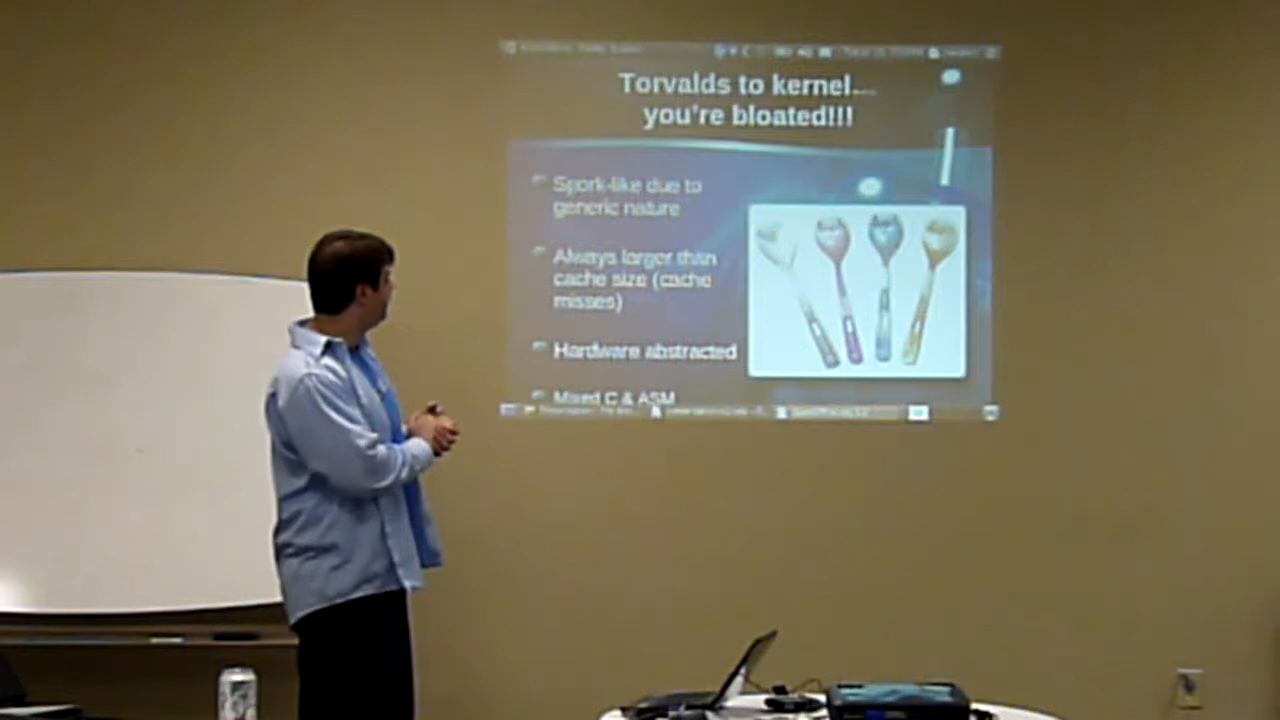 Torvalds to kernel...
you're bloated!!!
Spork-like due to
generic nature
Always larger than
cache size (cache
misses)
Hardware abstracted
Mixed C & ASM